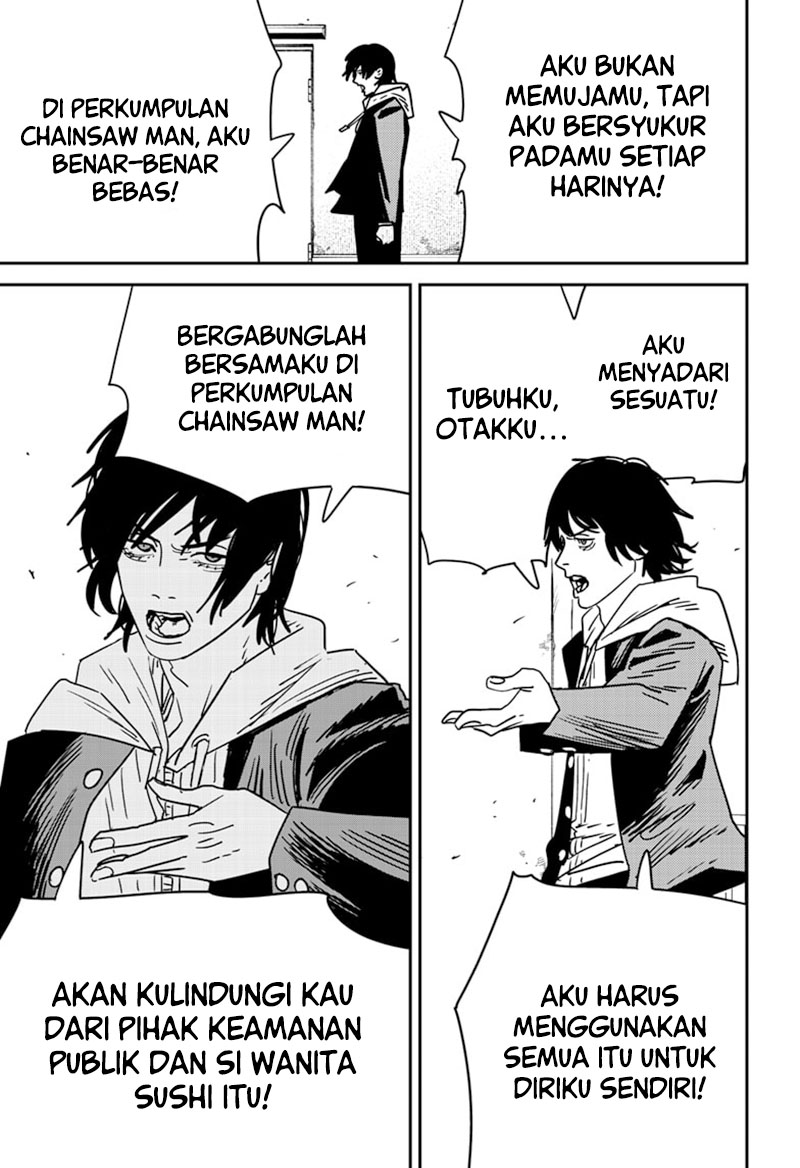 AKU BUKAN
MEMUJAMU, TAPI
AKU BERSYUKUR
PADAMU SETIAP
HARINYA!
DI PERKUMPULAN
CHAINSAW MAN, AKU
BENAR-BENAR
BEBAS!
AKU
MENYADARI
SESUATU!
TUBUHKU,
OTAKKU...
AKU HARUS
MENGGUNAKAN
SEMUA ITU UNTUK
DIRIKU SENDIRI!
BERGABUNGLAH
BERSAMAKU DI
PERKUMPULAN
CHAINSAW MAN!
AKAN KULINDUNGI KAU
DARI PIHAK KEAMANAN
PUBLIK DAN SI WANITA
SUSHI ITU!